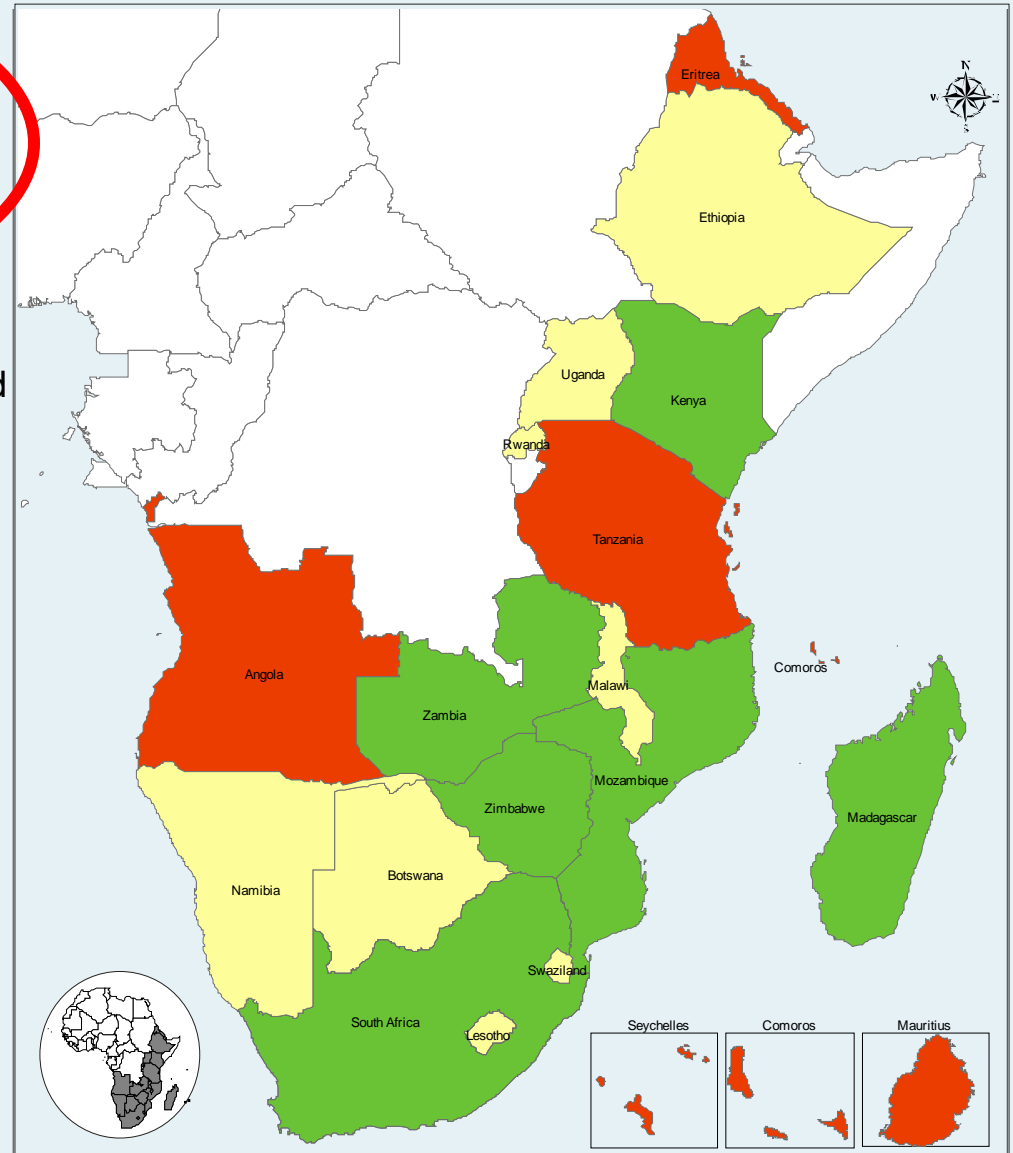 N
Eritrea
W
S
Ethiopia
Uganda
Kenya
d
Rwanda
Tanzania
Comoros
Angola
Malawi
Zambia
Mozambique
Zimbabwe
Madagascar
Botswana
Namibia
Swaziland
South Africa
Lesotho
Seychelles
Comoros
Mauritius